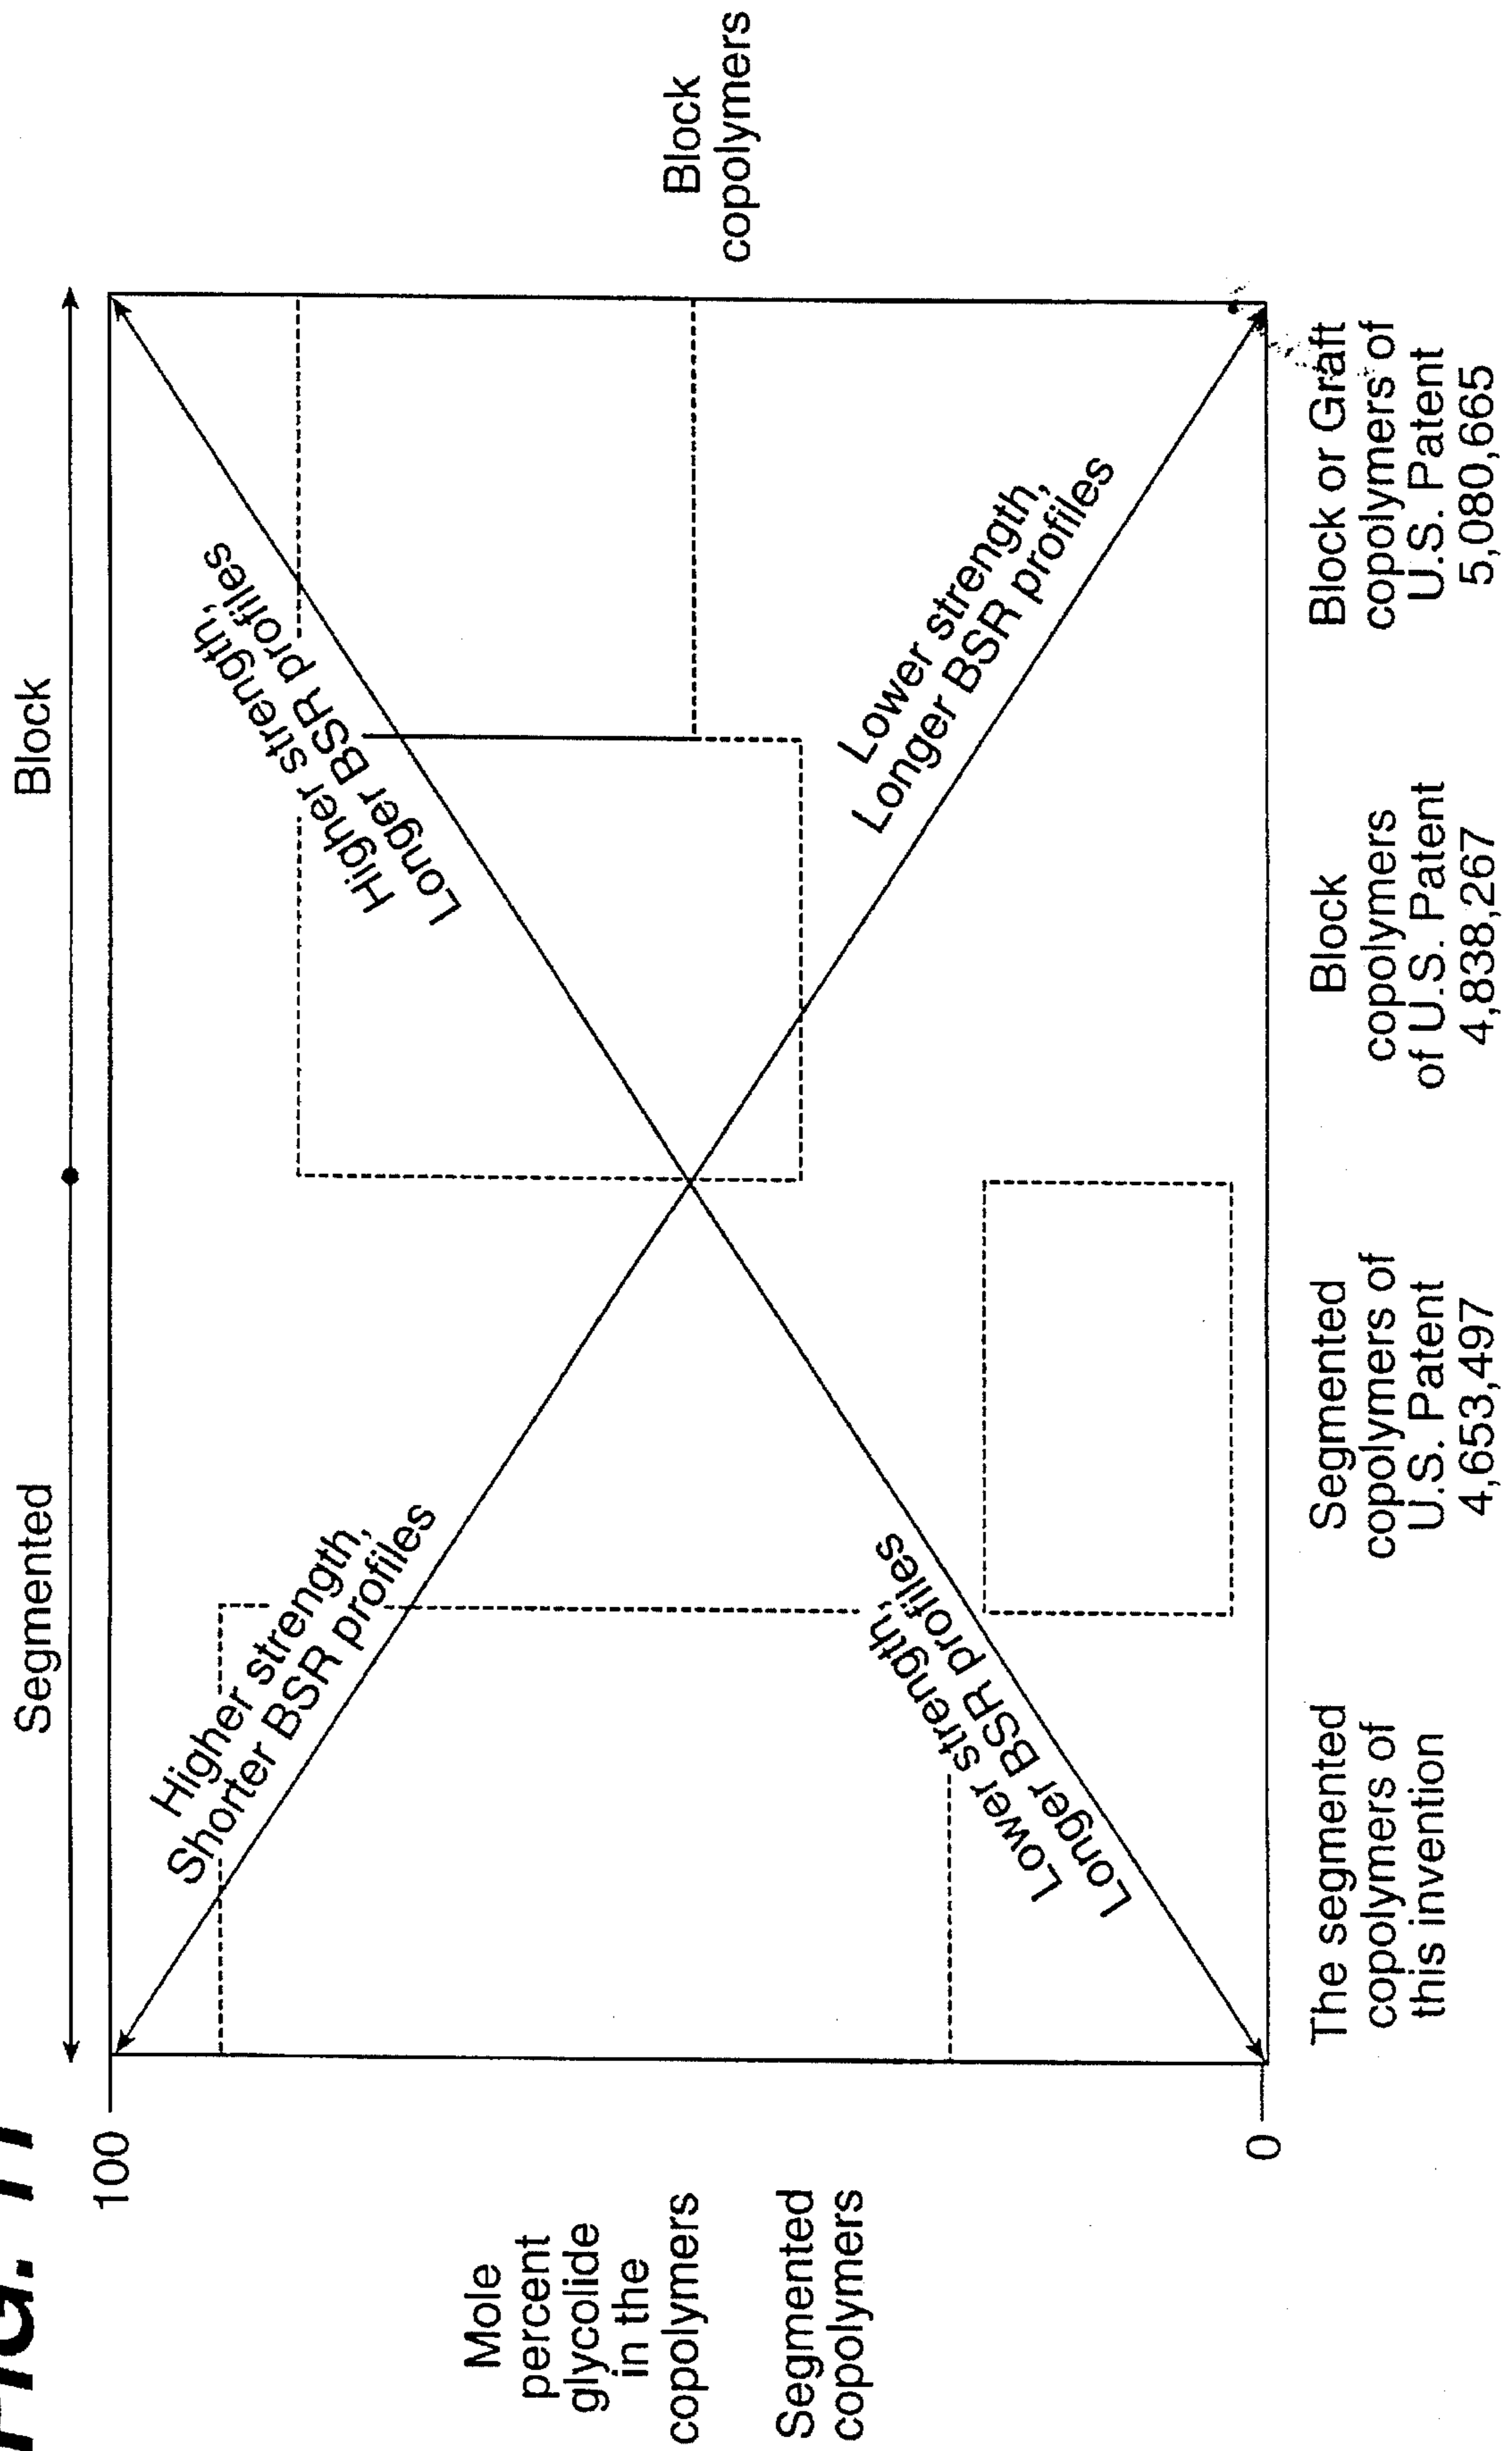 FIG. 11
Segmented
Block
100
Mole
percent
glycolide
in the
copolymers
Segmented
copolymers
0
Higher strength,
Shorter BSR profiles
Higher strength,
Longer BSR profiles
Lower strength,
Longer BSR profiles
Lower strength,
Longer BSR profiles
Block
copolymers
The segmented
copolymers of
this invention
Segmented
copolymers of
U.S. Patent
4,653,497
Block
copolymers
of U.S. Patent
4,838,267
Block or Graft
copolymers of
U.S. Patent
5,080,665